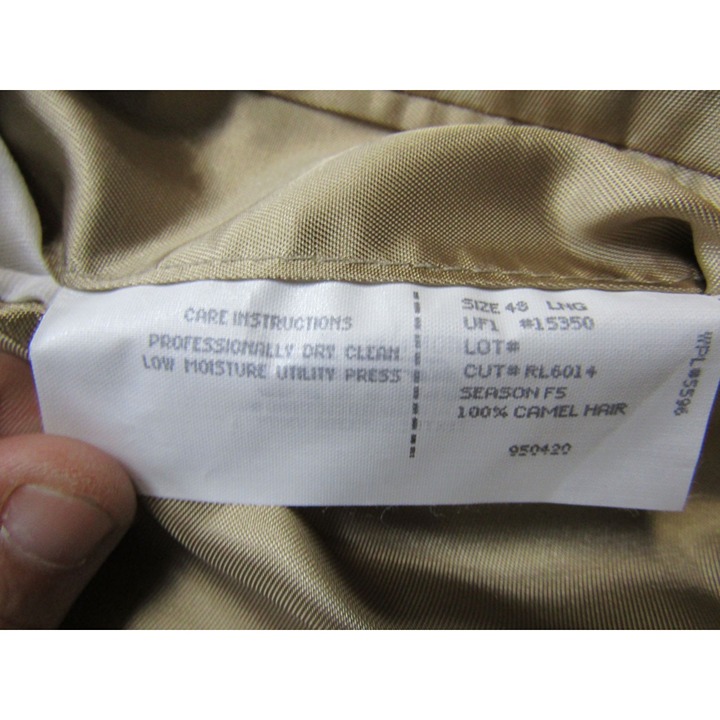 CARE INSTRUCTIONS
PROFESSIONALLY DRY CLEAN
LOW MOISTURE UTILITY PRESS
SIZE 48 LNG
UF1 #15350
LOT#
CUT# RL6014
SEASON F5
100% CAMEL HAIR
950420
WPL#5596